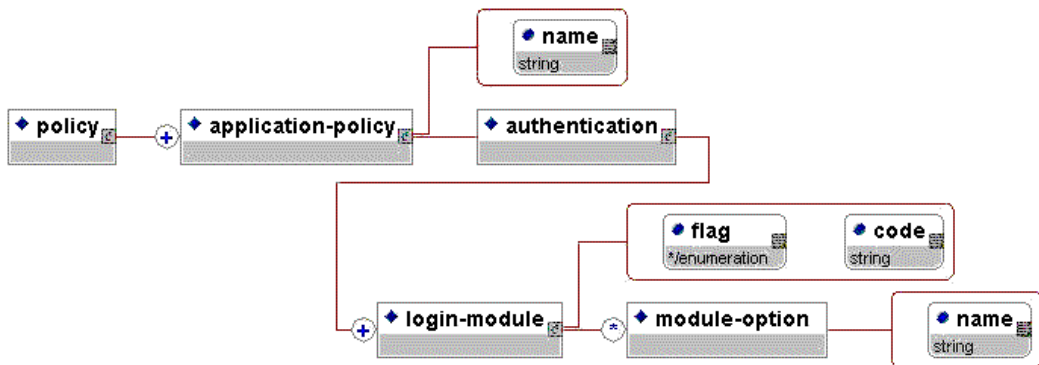 name
string
policy
+
application-policy
authentication
flag
*/enumeration
code
string
+
login-module
*
module-option
name
string